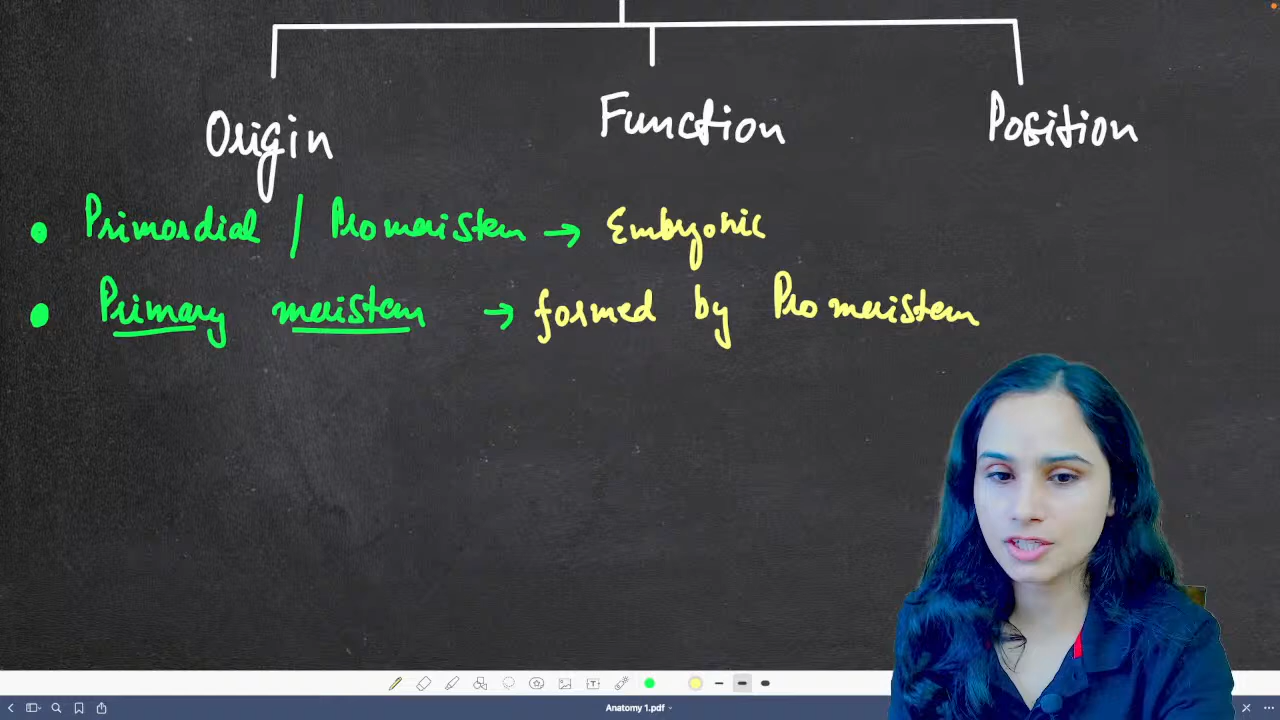 Origin Function Position
• Primordial / Promeristem → Embryonic
• Primary meristem → formed by Promeristem
Anatomy 1.pdf